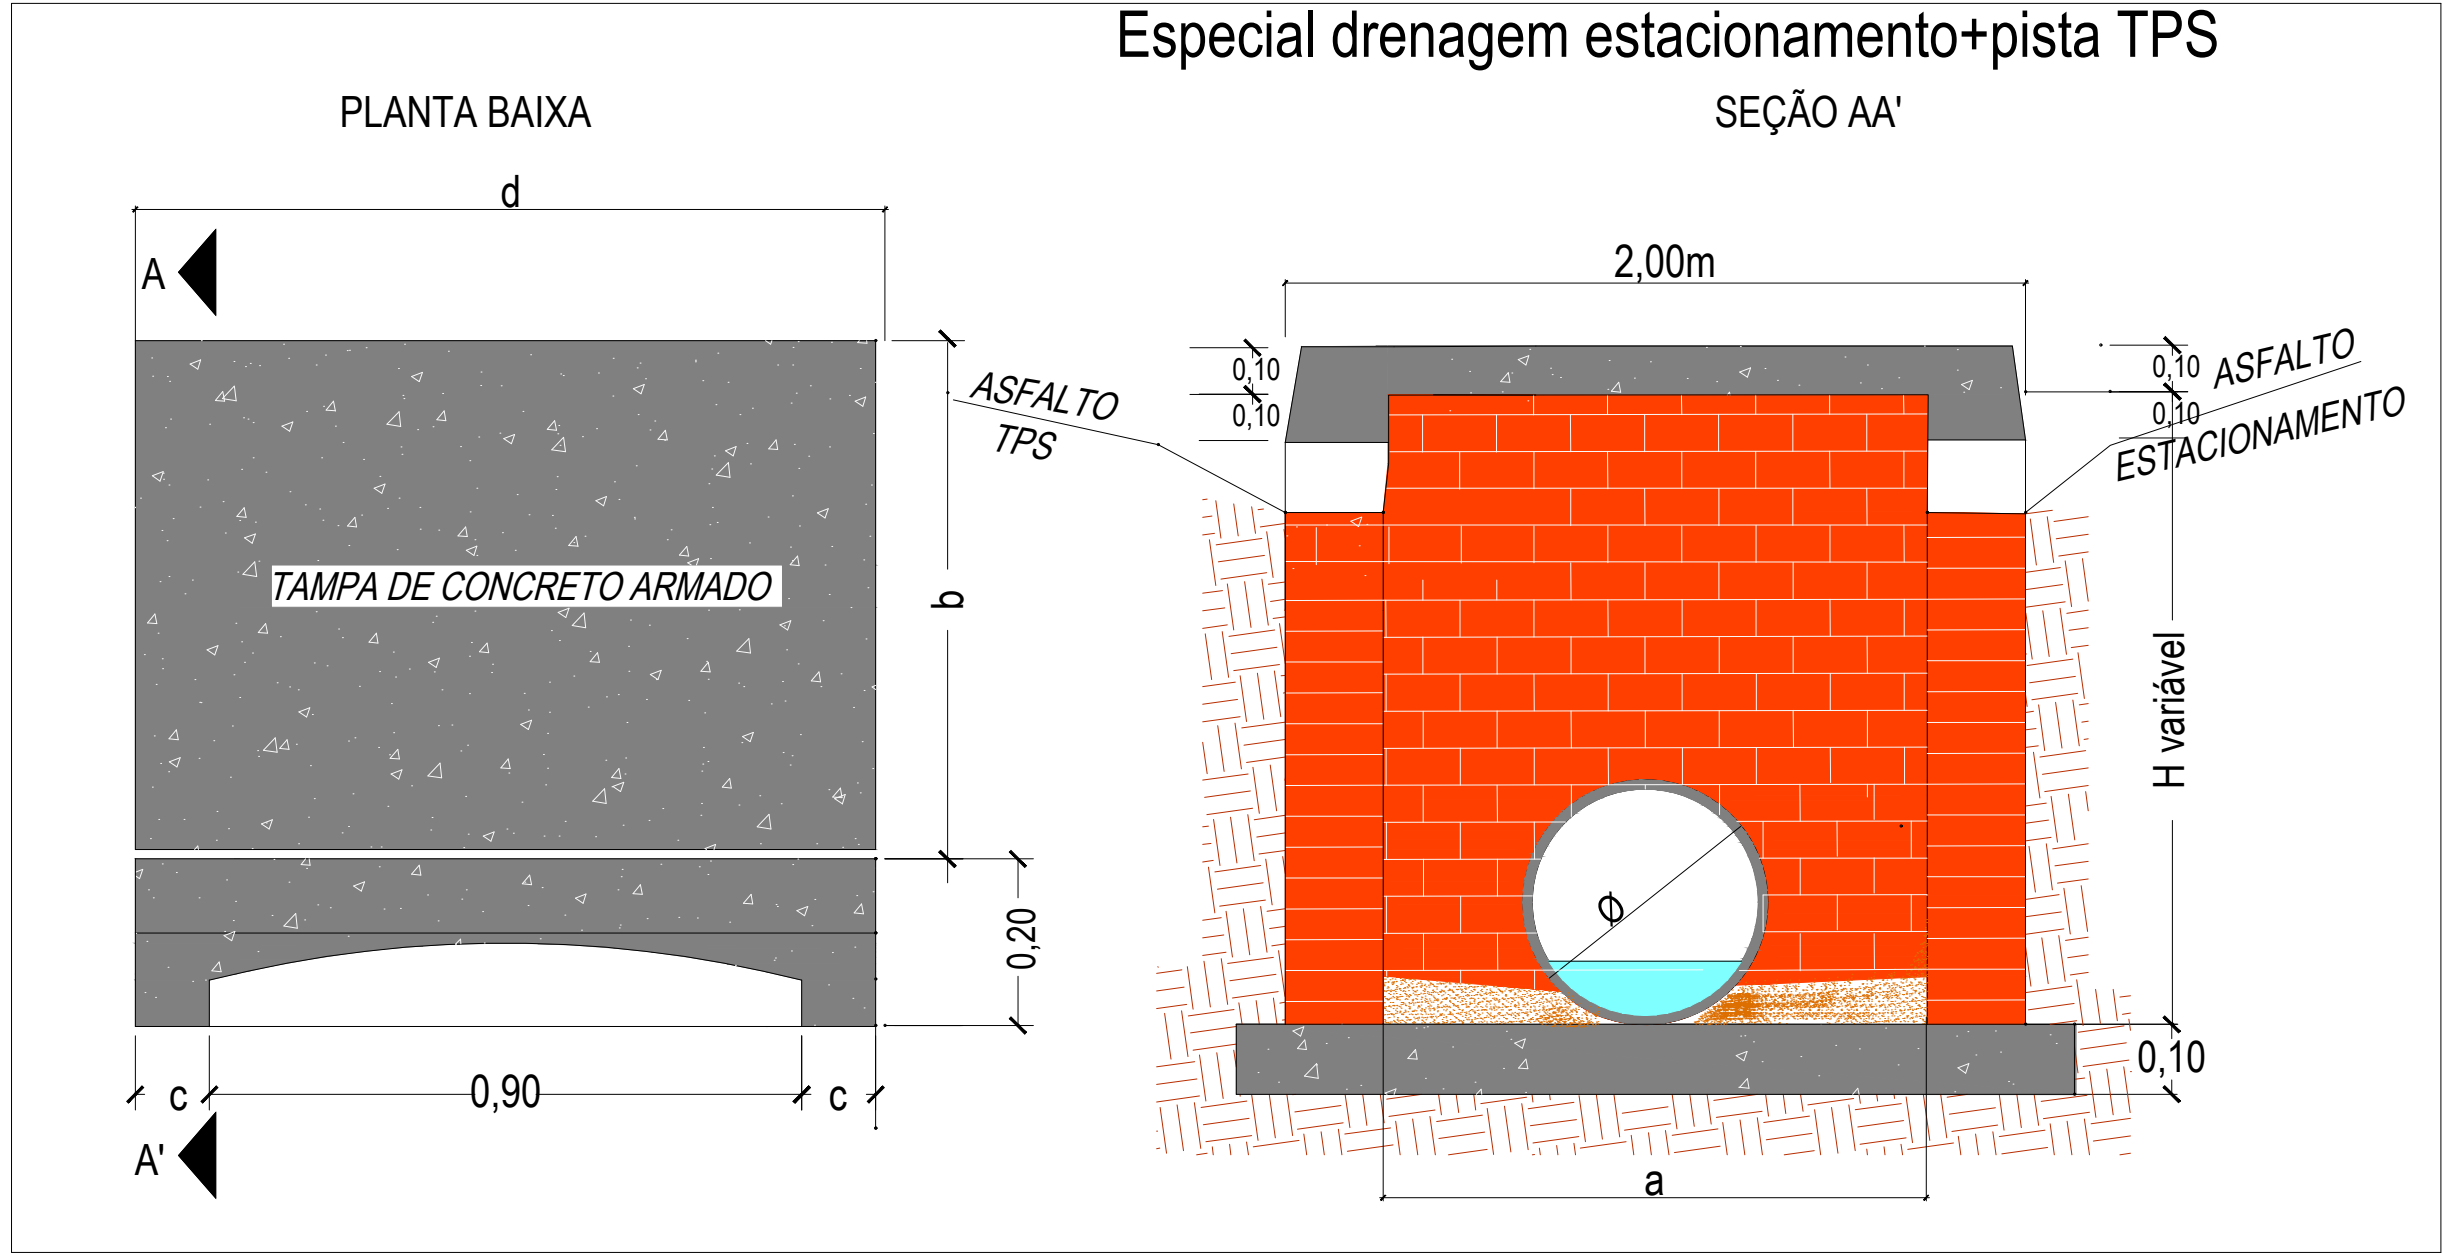 Especial drenagem estacionamento+pista TPS
PLANTA BAIXA
SEÇÃO AA'
d
A
TAMPA DE CONCRETO ARMADO
b
0,20
c
0,90
c
A'
2,00m
0,10
0,10
ASFALTO
TPS
0,10
0,10
ASFALTO
ESTACIONAMENTO
H variável
Ø
0,10
a